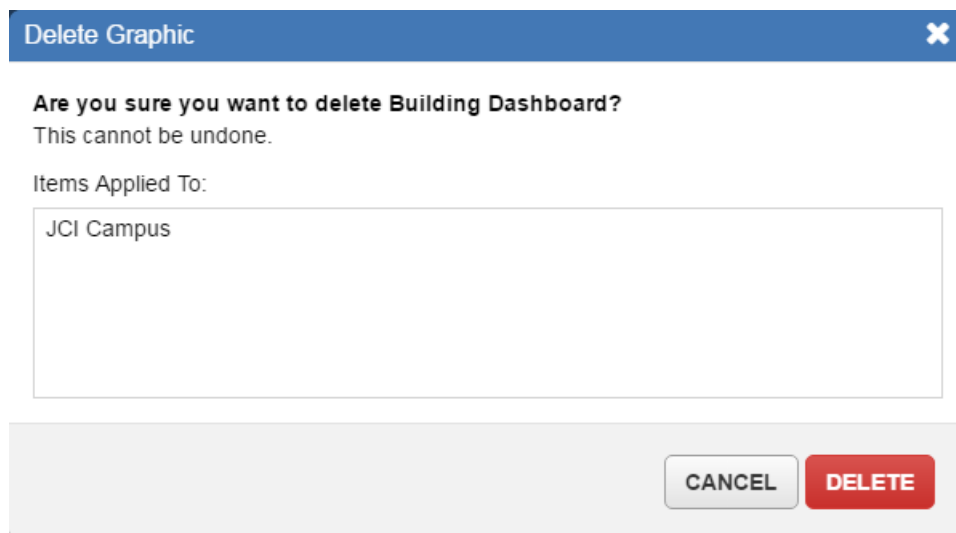 Delete Graphic
Are you sure you want to delete Building Dashboard?
This cannot be undone.
Items Applied To:
JCI Campus
CANCEL
DELETE